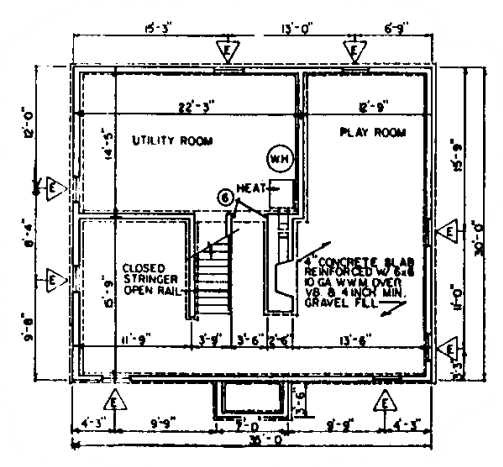 15'-3"
13'-0"
6'-9"
E
E
22'-3"
12'-9"
12'-0"
14'-5"
UTILITY ROOM
PLAY ROOM
WH
15'-9"
E
HEAT
6
8'-4"
E
30'-0"
4" CONCRETE SLAB
REINFORCED W/ 6x6
10 GA W.W.M OVER
VB & 4 INCH MIN.
GRAVEL FILL
CLOSED
STRINGER
OPEN RAIL
E
15'-9"
11'-0"
9'-8"
11'-9"
3'-9"
3'-6"
2'-6"
13'-6"
E
3'-3"
3'-6"
E
E
4'-3"
9'-9"
7'-0"
9'-9"
4'-3"
36'-0"